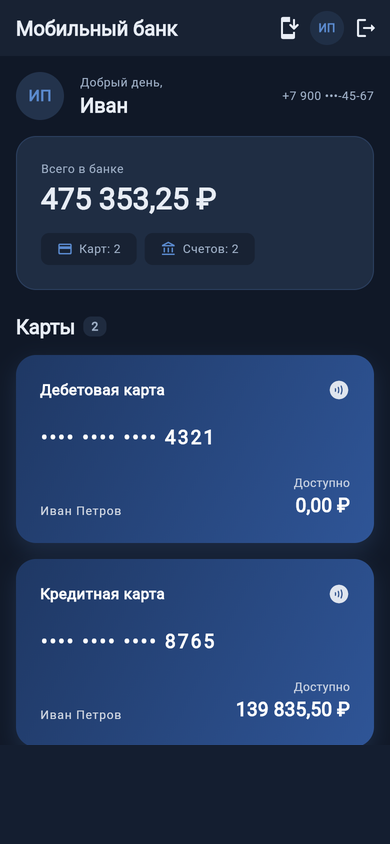 Мобильный банк
ИП
ИП
Добрый день,
Иван
+7 900 •••-45-67
Всего в банке
475 353,25 ₽
Карт: 2
Счетов: 2
Карты 2
Дебетовая карта
•••• •••• •••• 4321
Доступно
Иван Петров
0,00 ₽
Кредитная карта
•••• •••• •••• 8765
Доступно
Иван Петров
139 835,50 ₽